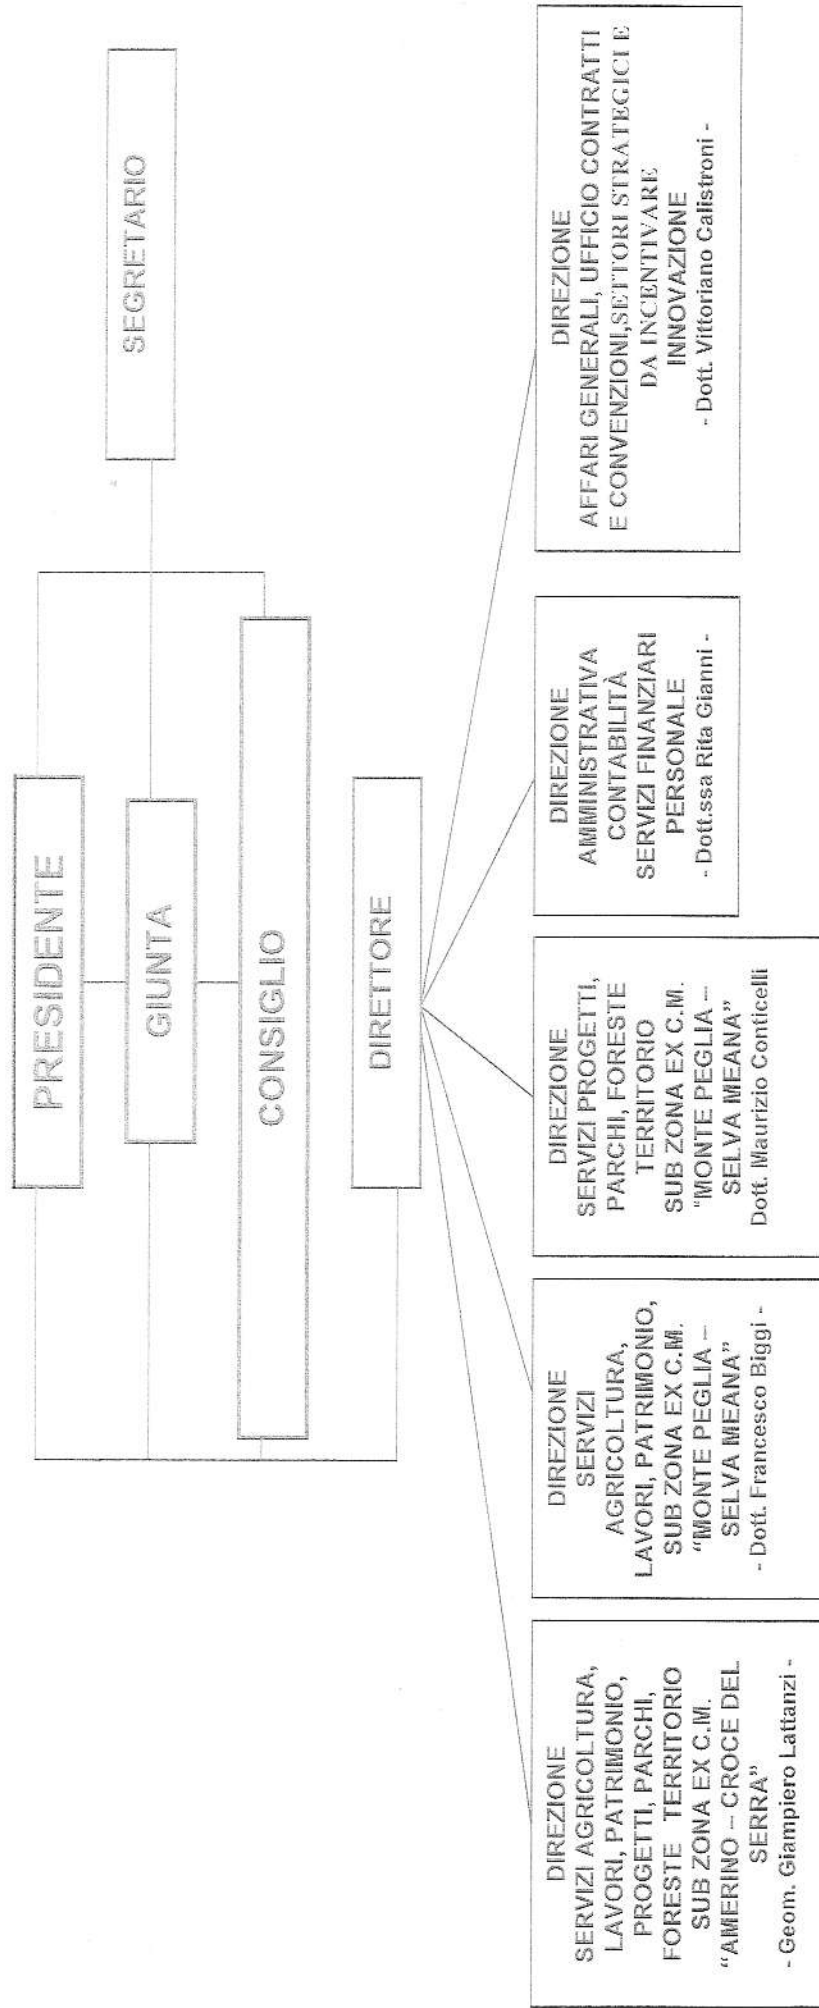 SEGRETARIO
PRESIDENTE
GIUNTA
CONSIGLIO
DIRETTORE
DIREZIONE
SERVIZI AGRICOLTURA,
LAVORI, PATRIMONIO,
PROGETTI, PARCHI,
FORESTE TERRITORIO
SUB ZONA EX C.M.
“AMERINO – CROCE DEL
SERRA”
- Geom. Giampiero Lattanzi -
DIREZIONE
SERVIZI
AGRICOLTURA,
LAVORI, PATRIMONIO,
SUB ZONA EX C.M.
“MONTE PEGLIA –
SELVA MEANA”
- Dott. Francesco Biggi -
DIREZIONE
SERVIZI PROGETTI,
PARCHI, FORESTE
TERRITORIO
SUB ZONA EX C.M.
“MONTE PEGLIA –
SELVA MEANA”
Dott. Maurizio Conticelli
DIREZIONE
AMMINISTRATIVA
CONTABILITÀ
SERVIZI FINANZIARI
PERSONALE
- Dott.ssa Rita Gianni -
DIREZIONE
AFFARI GENERALI, UFFICIO CONTRATTI
E CONVENZIONI,SETTORI STRATEGICI E
DA INCENTIVARE
INNOVAZIONE
- Dott. Vittoriano Calistroni -